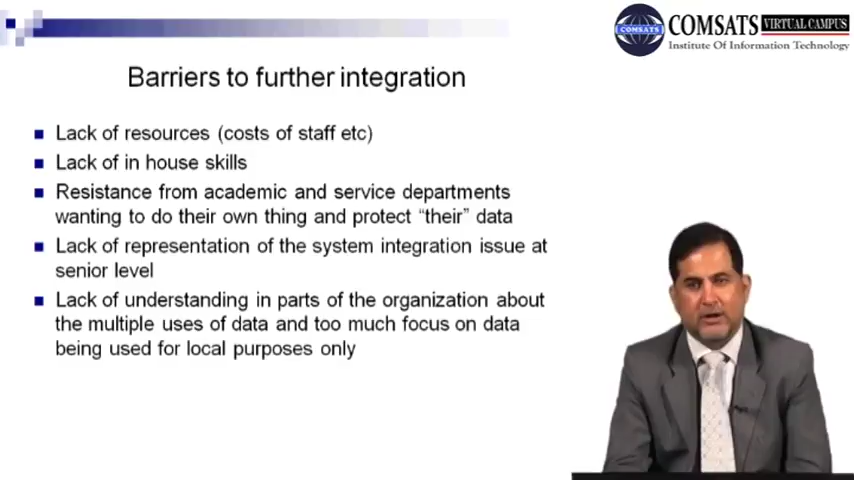 COMSATS VIRTUAL CAMPUS
Institute Of Information Technology
COMSATS
Barriers to further integration
Lack of resources (costs of staff etc)
Lack of in house skills
Resistance from academic and service departments
wanting to do their own thing and protect “their” data
Lack of representation of the system integration issue at
senior level
Lack of understanding in parts of the organization about
the multiple uses of data and too much focus on data
being used for local purposes only